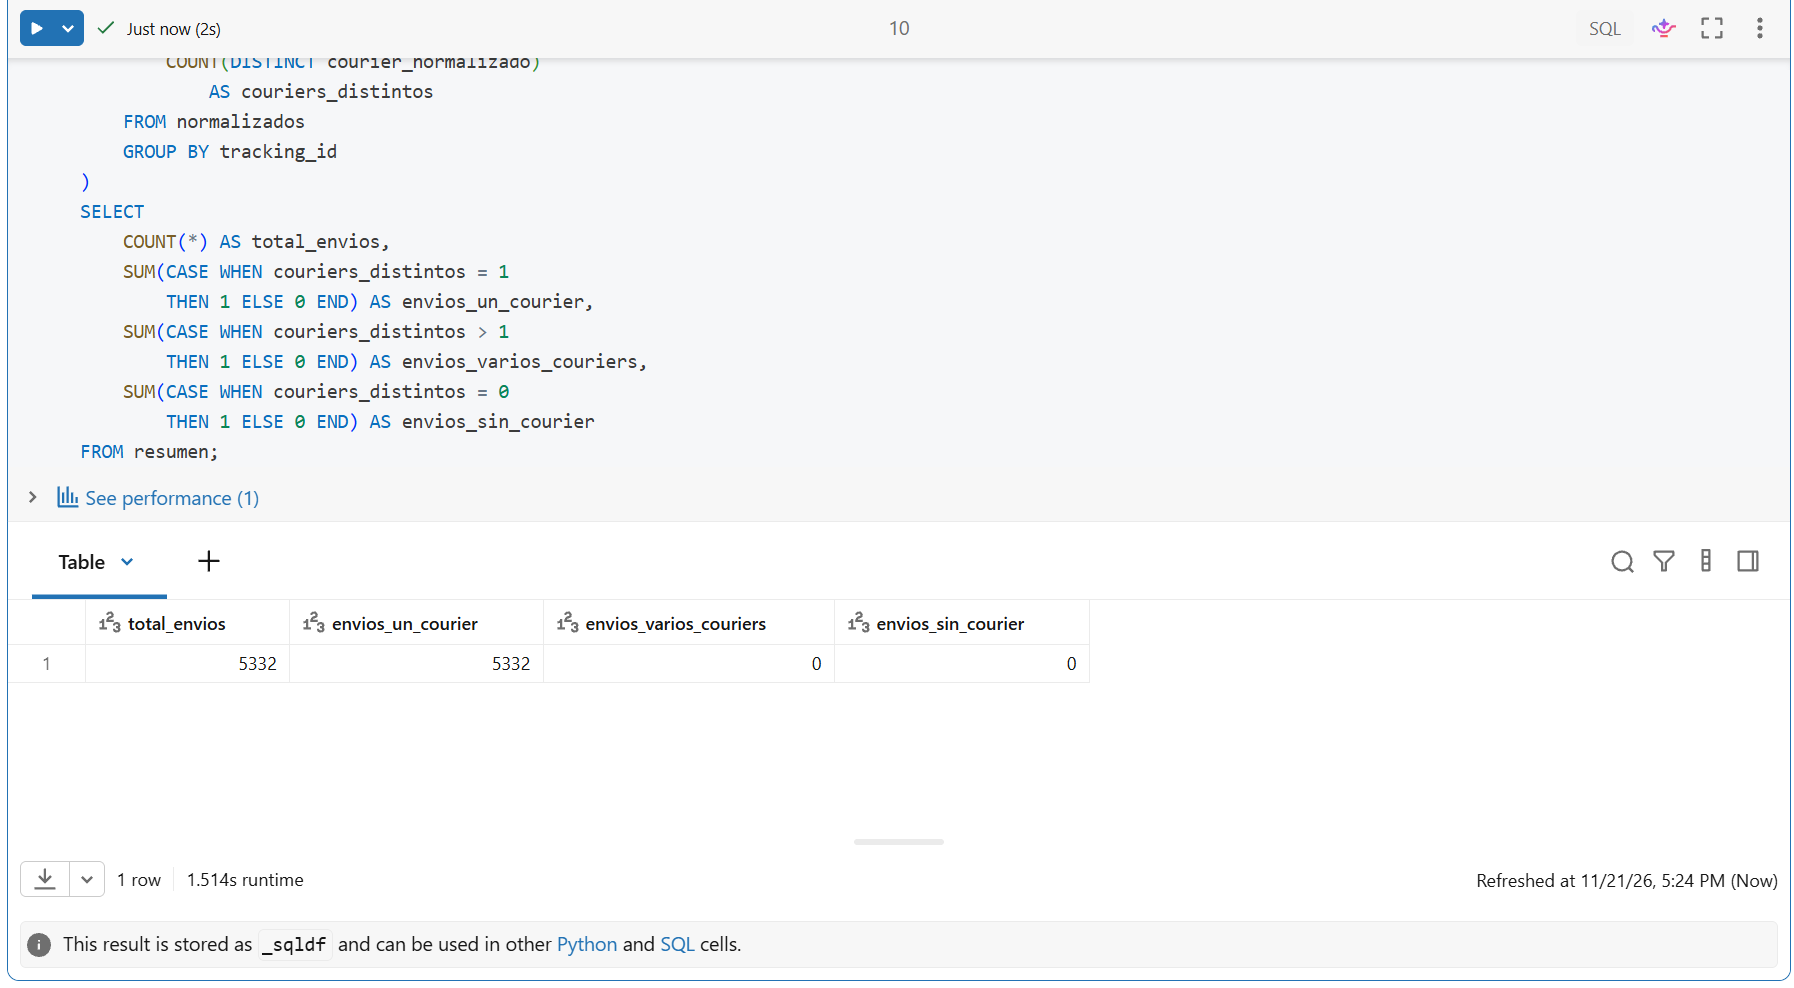 Just now (2s)
10
SQL
COUNT(DISTINCT courier_normalizado)
AS couriers_distintos
FROM normalizados
GROUP BY tracking_id
)
SELECT
COUNT(*) AS total_envios,
SUM(CASE WHEN couriers_distintos = 1
THEN 1 ELSE 0 END) AS envios_un_courier,
SUM(CASE WHEN couriers_distintos > 1
THEN 1 ELSE 0 END) AS envios_varios_couriers,
SUM(CASE WHEN couriers_distintos = 0
THEN 1 ELSE 0 END) AS envios_sin_courier
FROM resumen;
See performance (1)
Table
total_envios envios_un_courier envios_varios_couriers envios_sin_courier
1 5332 5332 0 0
1 row 1.514s runtime
Refreshed at 11/21/26, 5:24 PM (Now)
This result is stored as _sqldf and can be used in other Python and SQL cells.